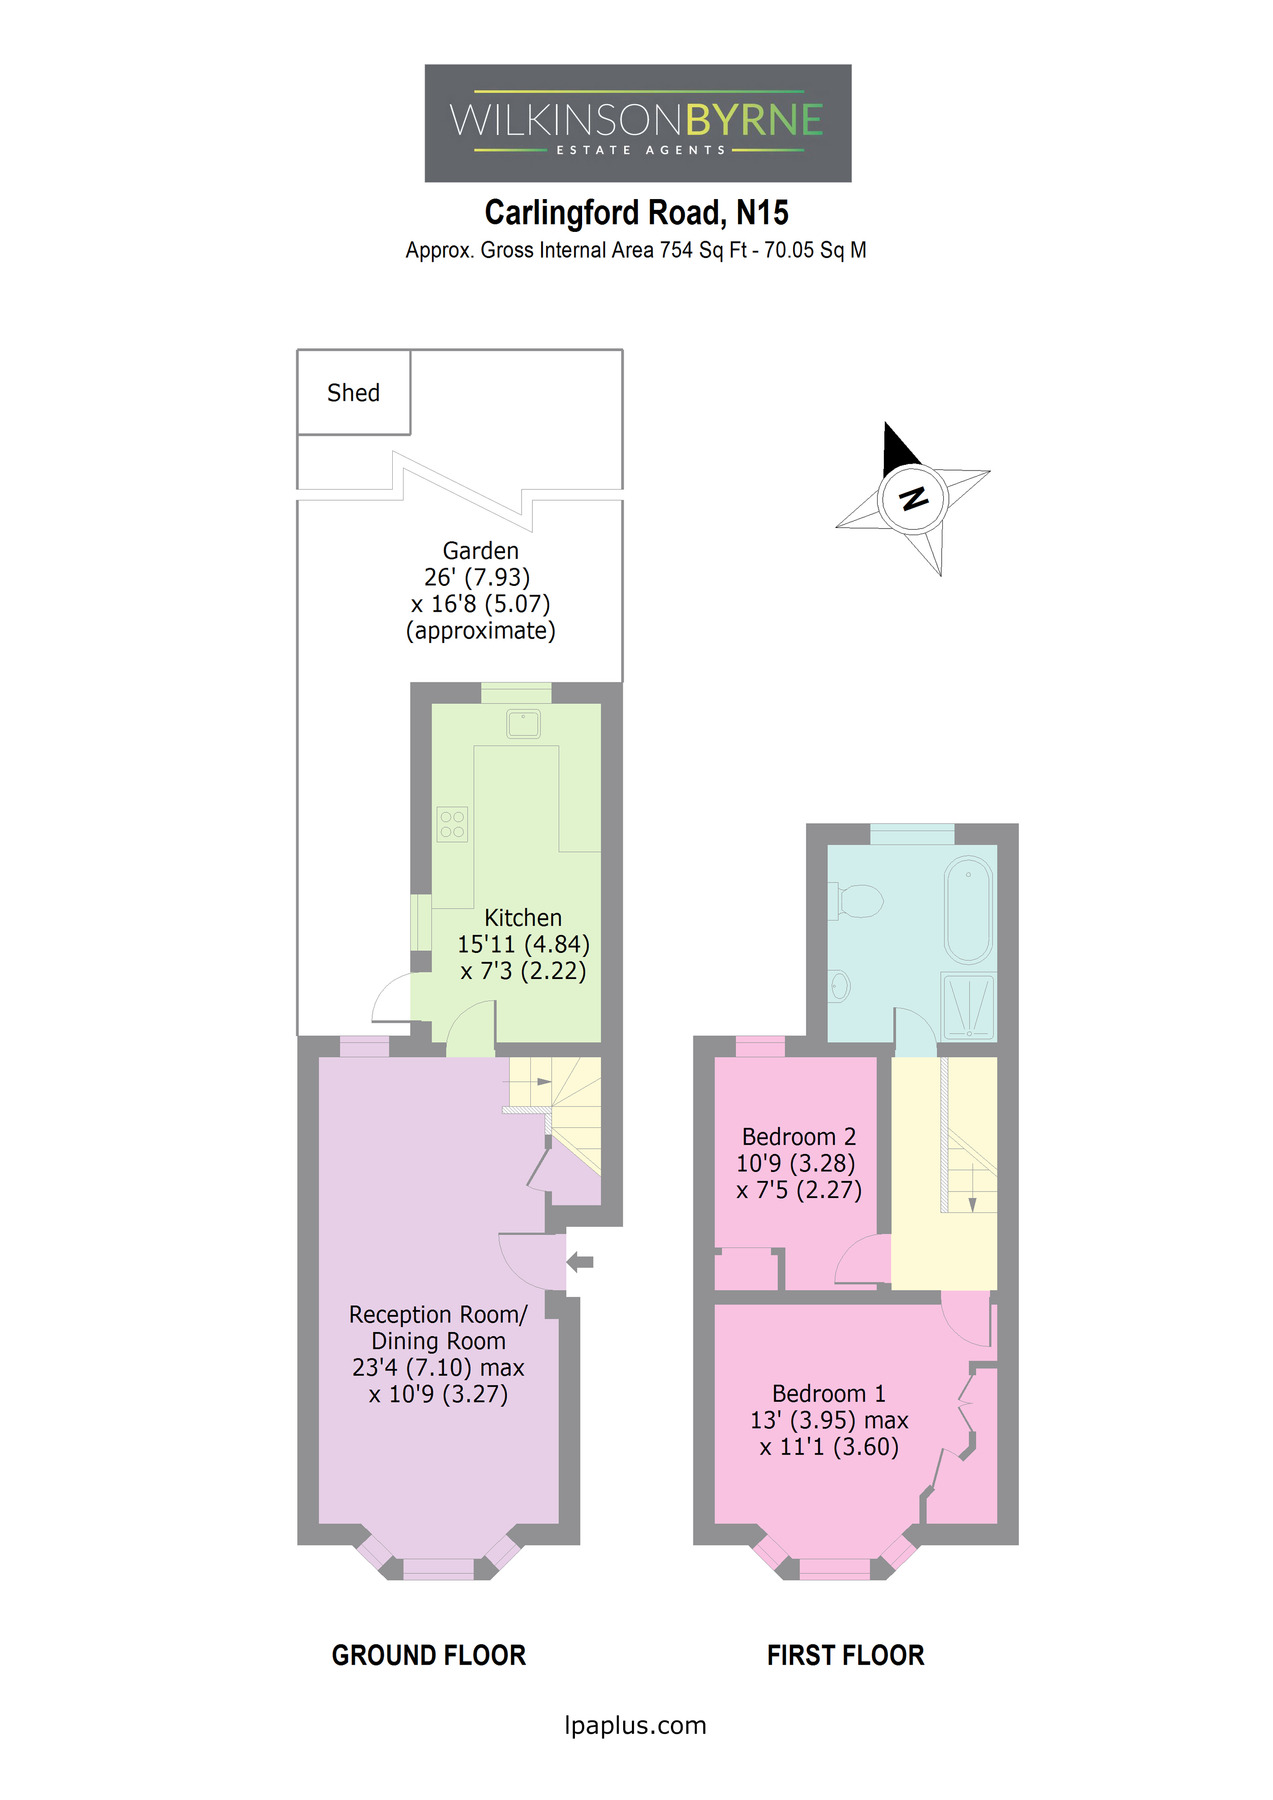 WILKINSONBYRNE
ESTATE AGENTS
Carlingford Road, N15
Approx. Gross Internal Area 754 Sq Ft - 70.05 Sq M
Shed
N
Garden
26' (7.93)
x 16'8 (5.07)
(approximate)
Kitchen
15'11 (4.84)
x 7'3 (2.22)
Reception Room/
Dining Room
23'4 (7.10) max
x 10'9 (3.27)
Bedroom 2
10'9 (3.28)
x 7'5 (2.27)
Bedroom 1
13' (3.95) max
x 11'1 (3.60)
GROUND FLOOR
FIRST FLOOR
lpaplus.com